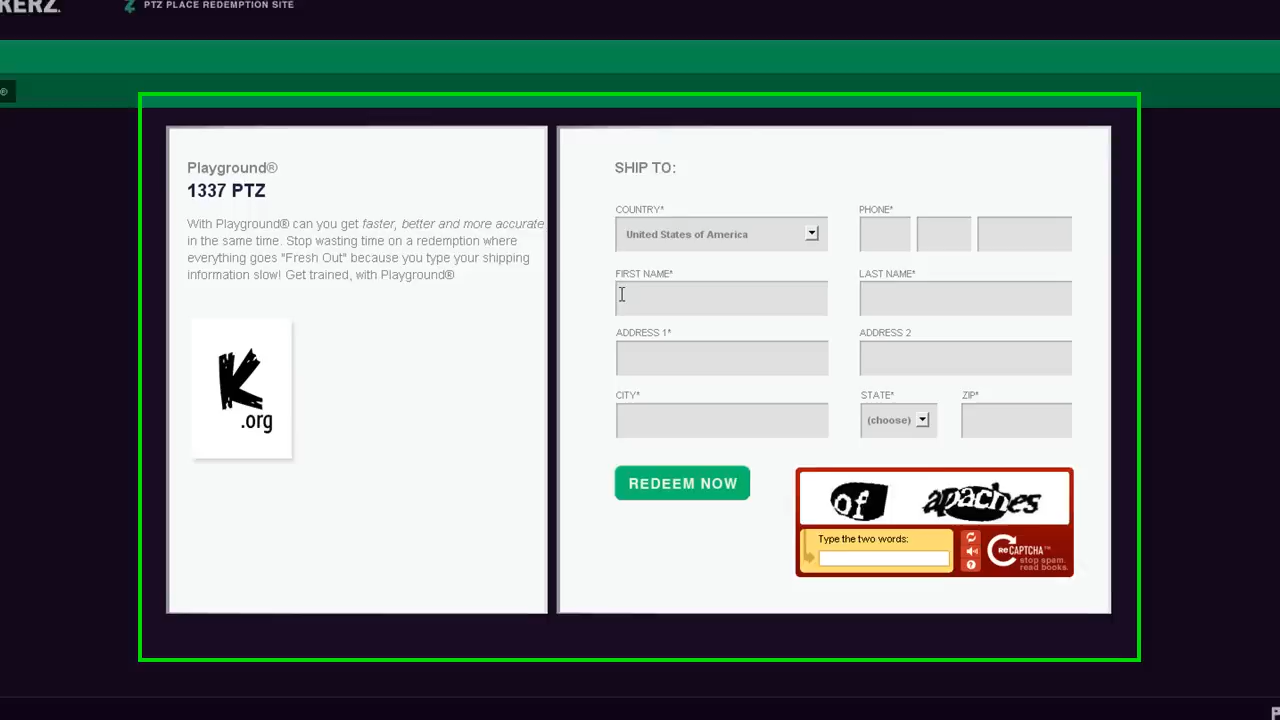 KERZ.
PTZ PLACE REDEMPTION SITE
®
Playground®
1337 PTZ
With Playground® can you get faster, better and more accurate
in the same time. Stop wasting time on a redemption where
everything goes "Fresh Out" because you type your shipping
information slow! Get trained, with Playground®
K
.org
SHIP TO:
COUNTRY*
PHONE*
United States of America
FIRST NAME*
LAST NAME*
ADDRESS 1*
ADDRESS 2
CITY*
STATE*
ZIP*
(choose)
REDEEM NOW
of apaches
Type the two words:
reCAPTCHA™
stop spam.
read books.